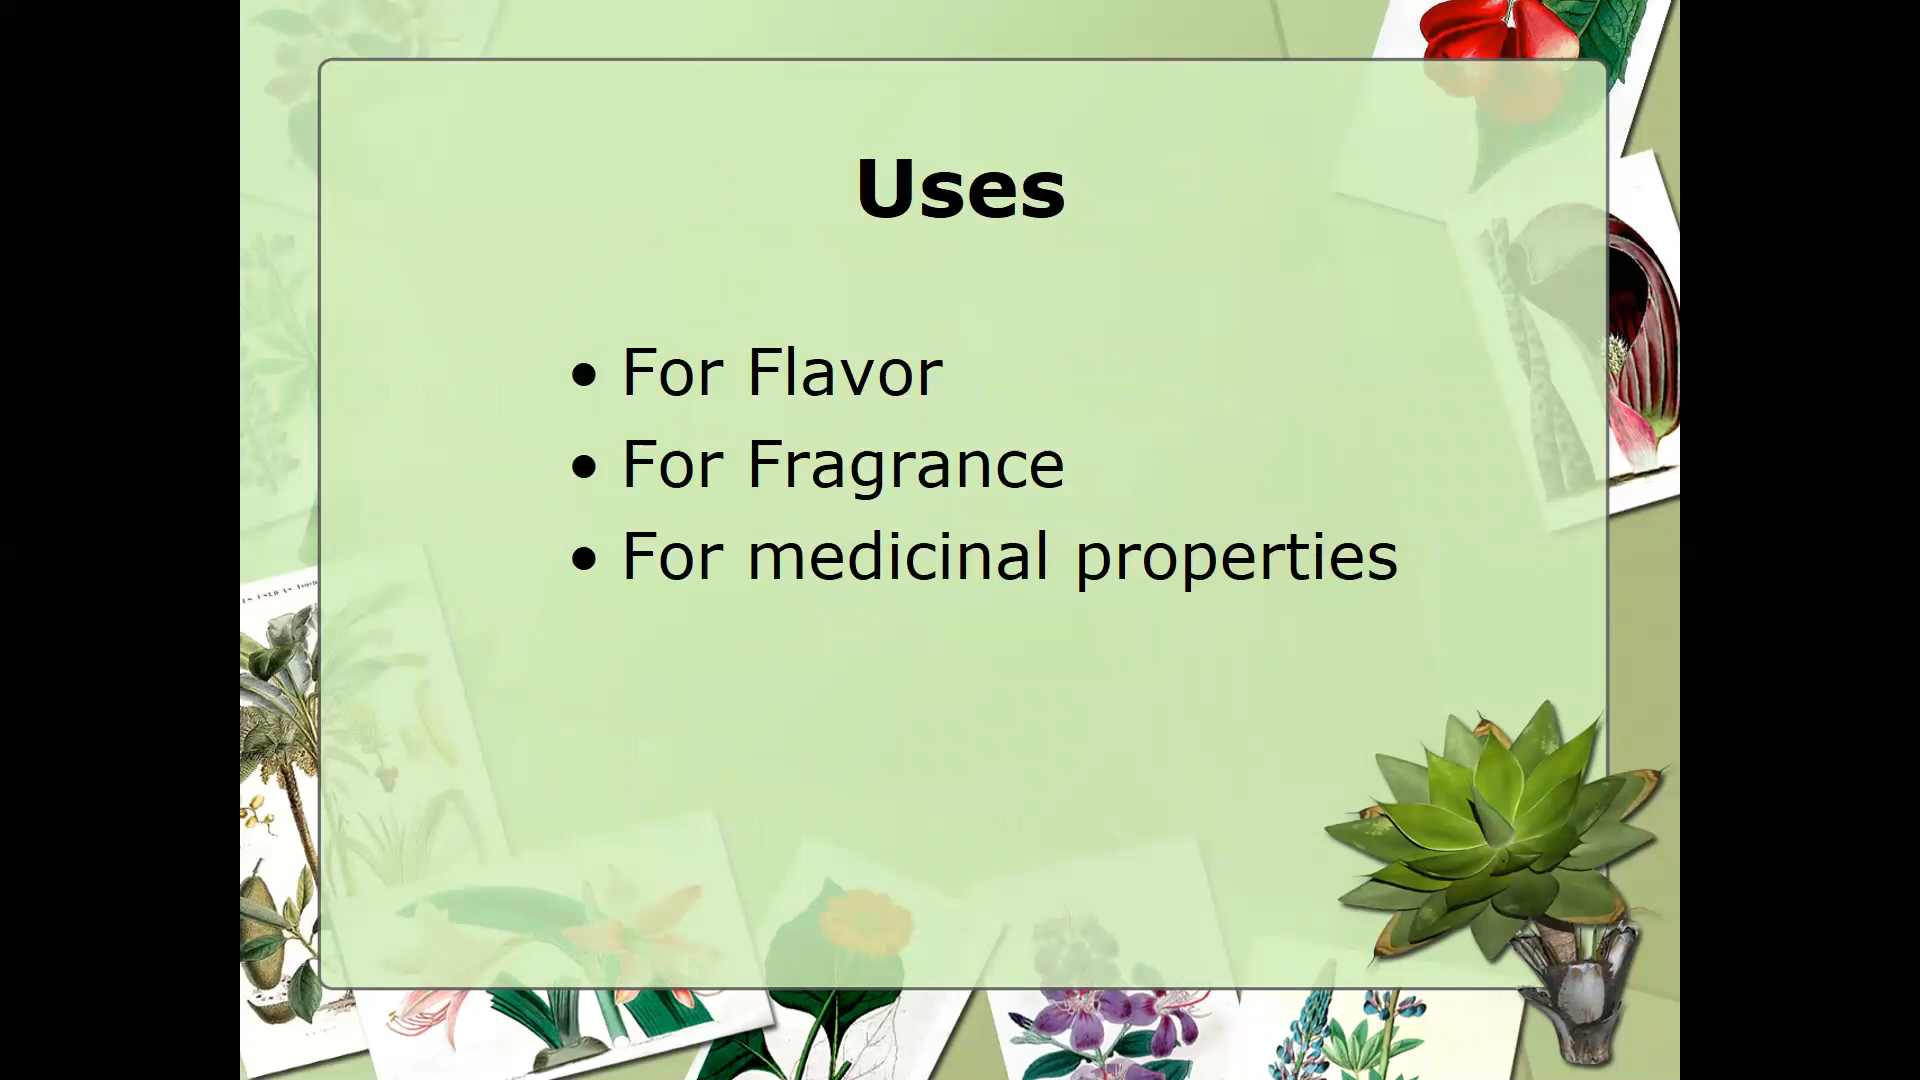 Uses
• For Flavor
• For Fragrance
• For medicinal properties